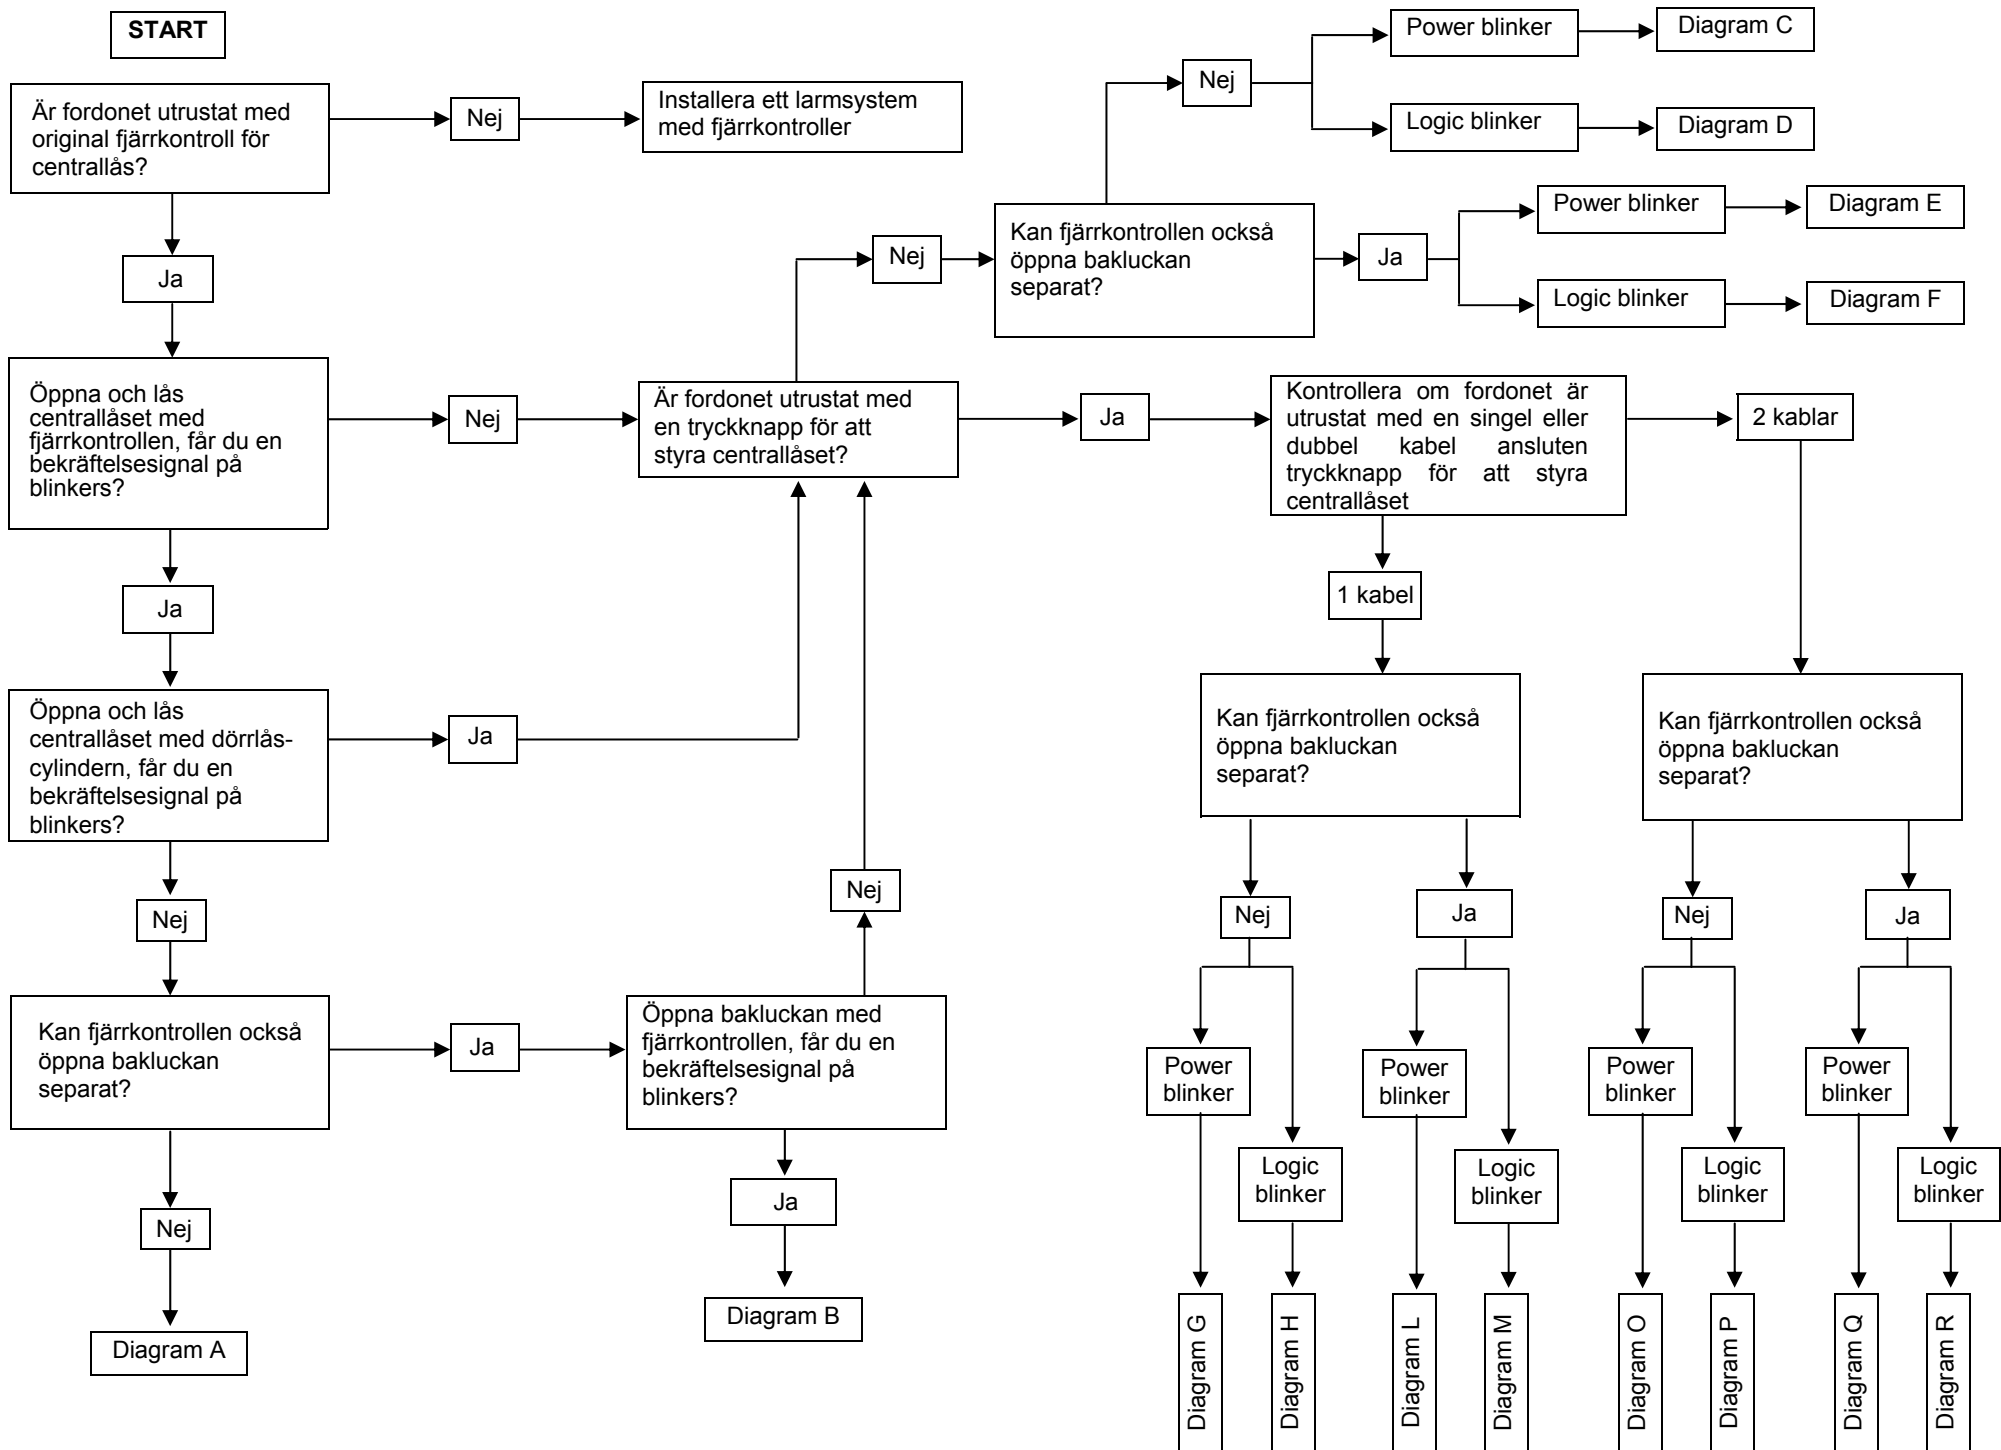 START
Är fordonet utrustat med
original fjärrkontroll för
centrallås?
Nej
Installera ett larmsystem
med fjärrkontroller
Ja
Öppna och lås
centrallåset med
fjärrkontrollen, får du en
bekräftelsesignal på
blinkers?
Nej
Är fordonet utrustat med
en tryckknapp för att
styra centrallåset?
Ja
Öppna och lås
centrallåset med dörrlås-
cylindern, får du en
bekräftelsesignal på
blinkers?
Ja
Nej
Kan fjärrkontrollen också
öppna bakluckan
separat?
Ja
Öppna bakluckan med
fjärrkontrollen, får du en
bekräftelsesignal på
blinkers?
Nej
Ja
Diagram B
Nej
Diagram A
Nej
Kan fjärrkontrollen också
öppna bakluckan
separat?
Nej
Power blinker
Diagram C
Logic blinker
Diagram D
Ja
Power blinker
Diagram E
Logic blinker
Diagram F
Ja
Kontrollera om fordonet är
utrustat med en singel eller
dubbel kabel ansluten
tryckknapp för att styra
centrallåset
2 kablar
1 kabel
Kan fjärrkontrollen också
öppna bakluckan
separat?
Nej
Ja
Power
blinker
Logic
blinker
Power
blinker
Logic
blinker
Diagram G
Diagram H
Diagram L
Diagram M
Kan fjärrkontrollen också
öppna bakluckan
separat?
Nej
Ja
Power
blinker
Logic
blinker
Power
blinker
Logic
blinker
Diagram O
Diagram P
Diagram Q
Diagram R